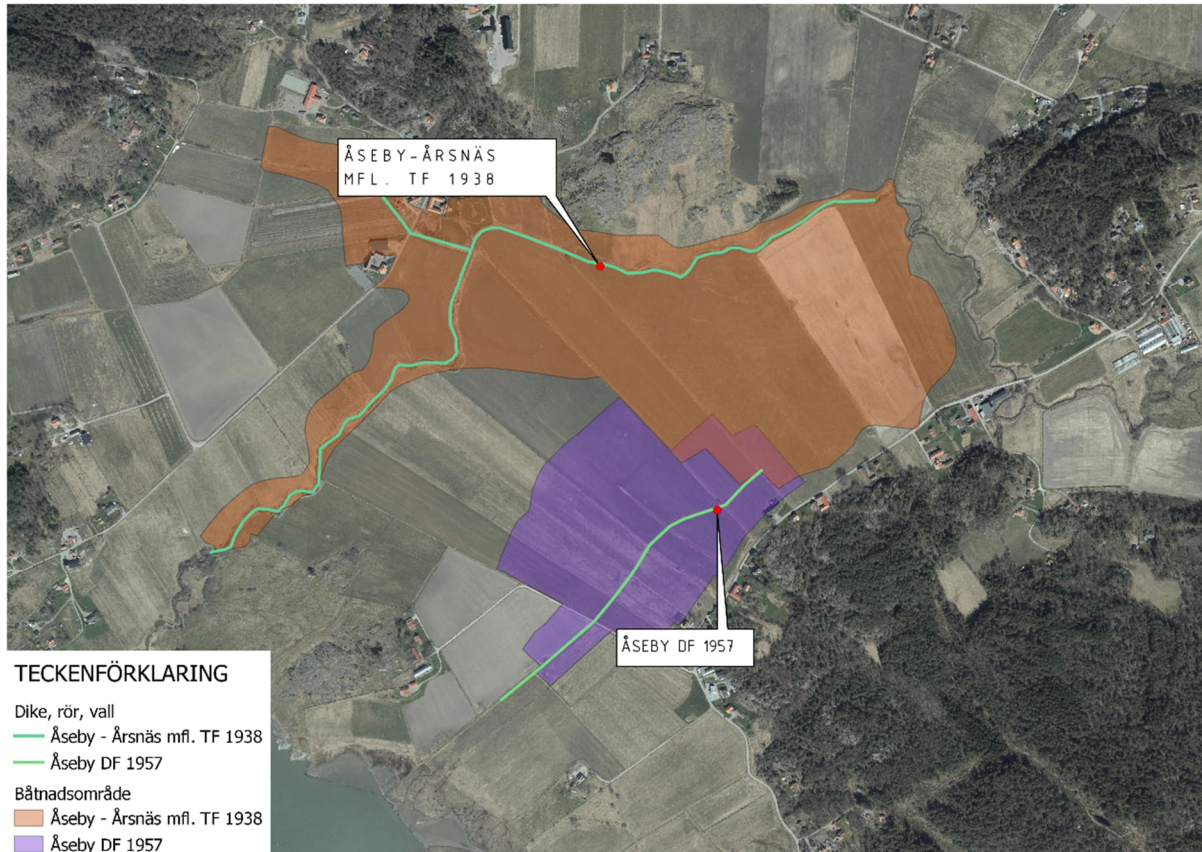 ÅSEBY-ÅRSNÄS
MFL. TF 1938
ÅSEBY DF 1957
TECKENFÖRKLARING
Dike, rör, vall
Åseby - Årsnäs mfl. TF 1938
Åseby DF 1957
Båtnadsområde
Åseby - Årsnäs mfl. TF 1938
Åseby DF 1957